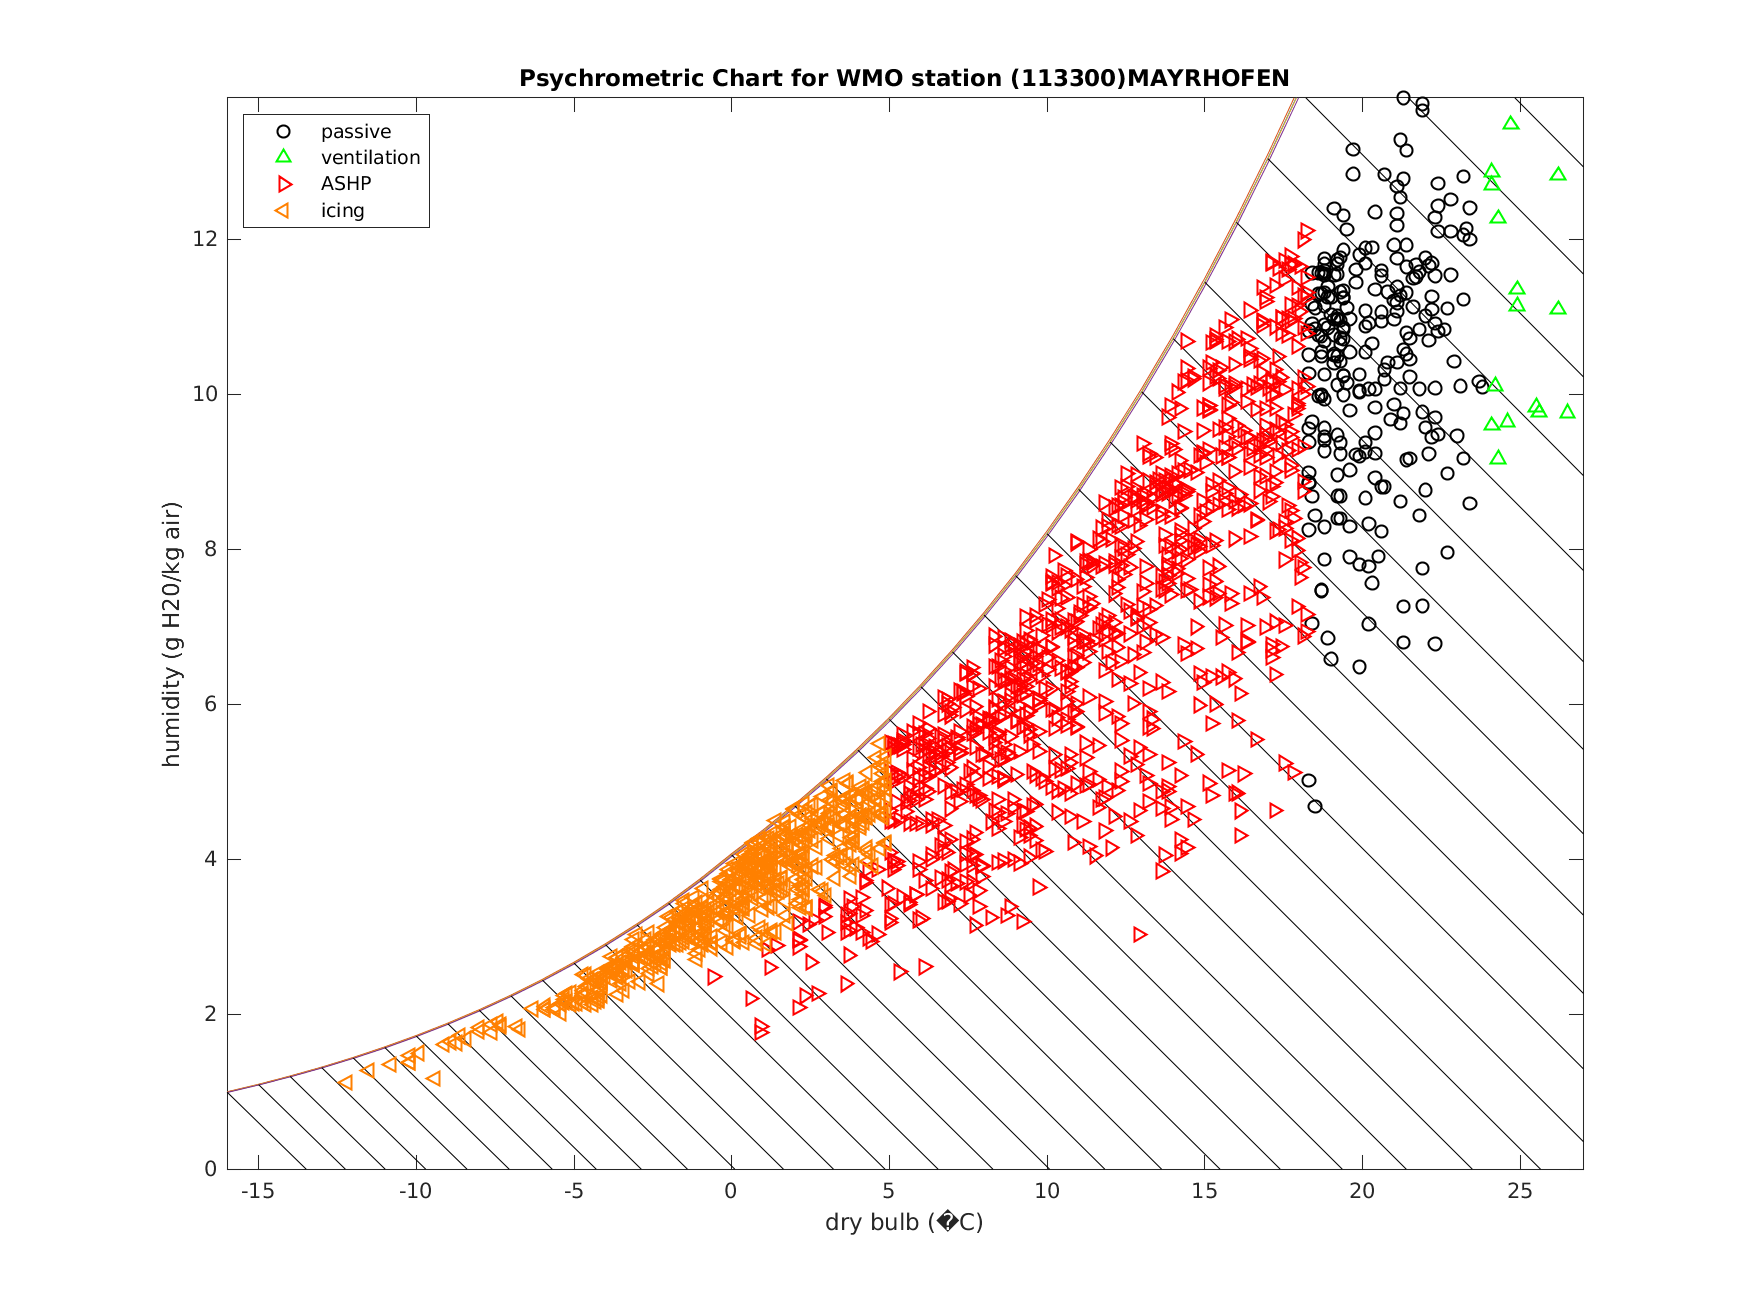 Psychrometric Chart for WMO station (113300)MAYRHOFEN
passive
ventilation
ASHP
icing
humidity (g H20/kg air)
12
10
8
6
4
2
0
-15 -10 -5 0 5 10 15 20 25
dry bulb (�C)